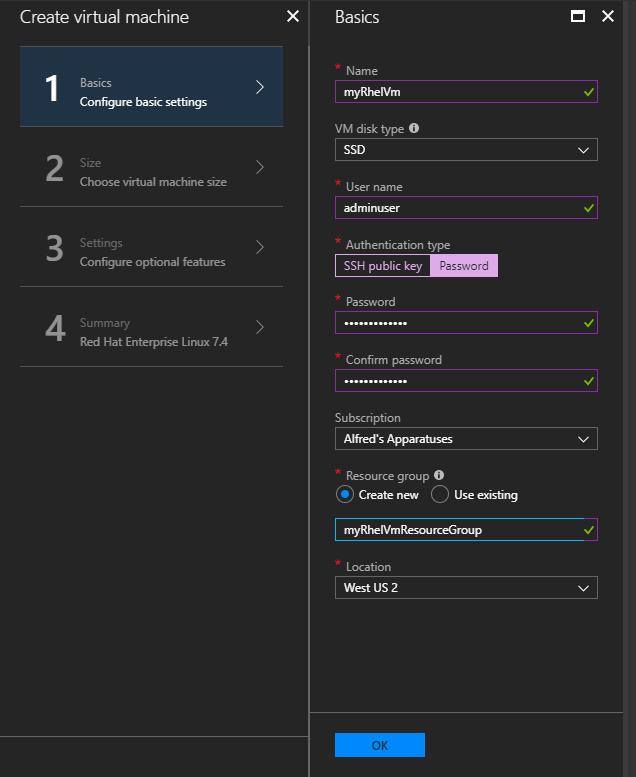 Create virtual machine
1
Basics
Configure basic settings
2
Size
Choose virtual machine size
3
Settings
Configure optional features
4
Summary
Red Hat Enterprise Linux 7.4
Basics
* Name
myRhelVm
VM disk type
SSD
* User name
adminuser
* Authentication type
SSH public key Password
* Password
•••••••••••••
* Confirm password
•••••••••••••
Subscription
Alfred's Apparatuses
* Resource group
Create new Use existing
myRhelVmResourceGroup
* Location
West US 2
OK